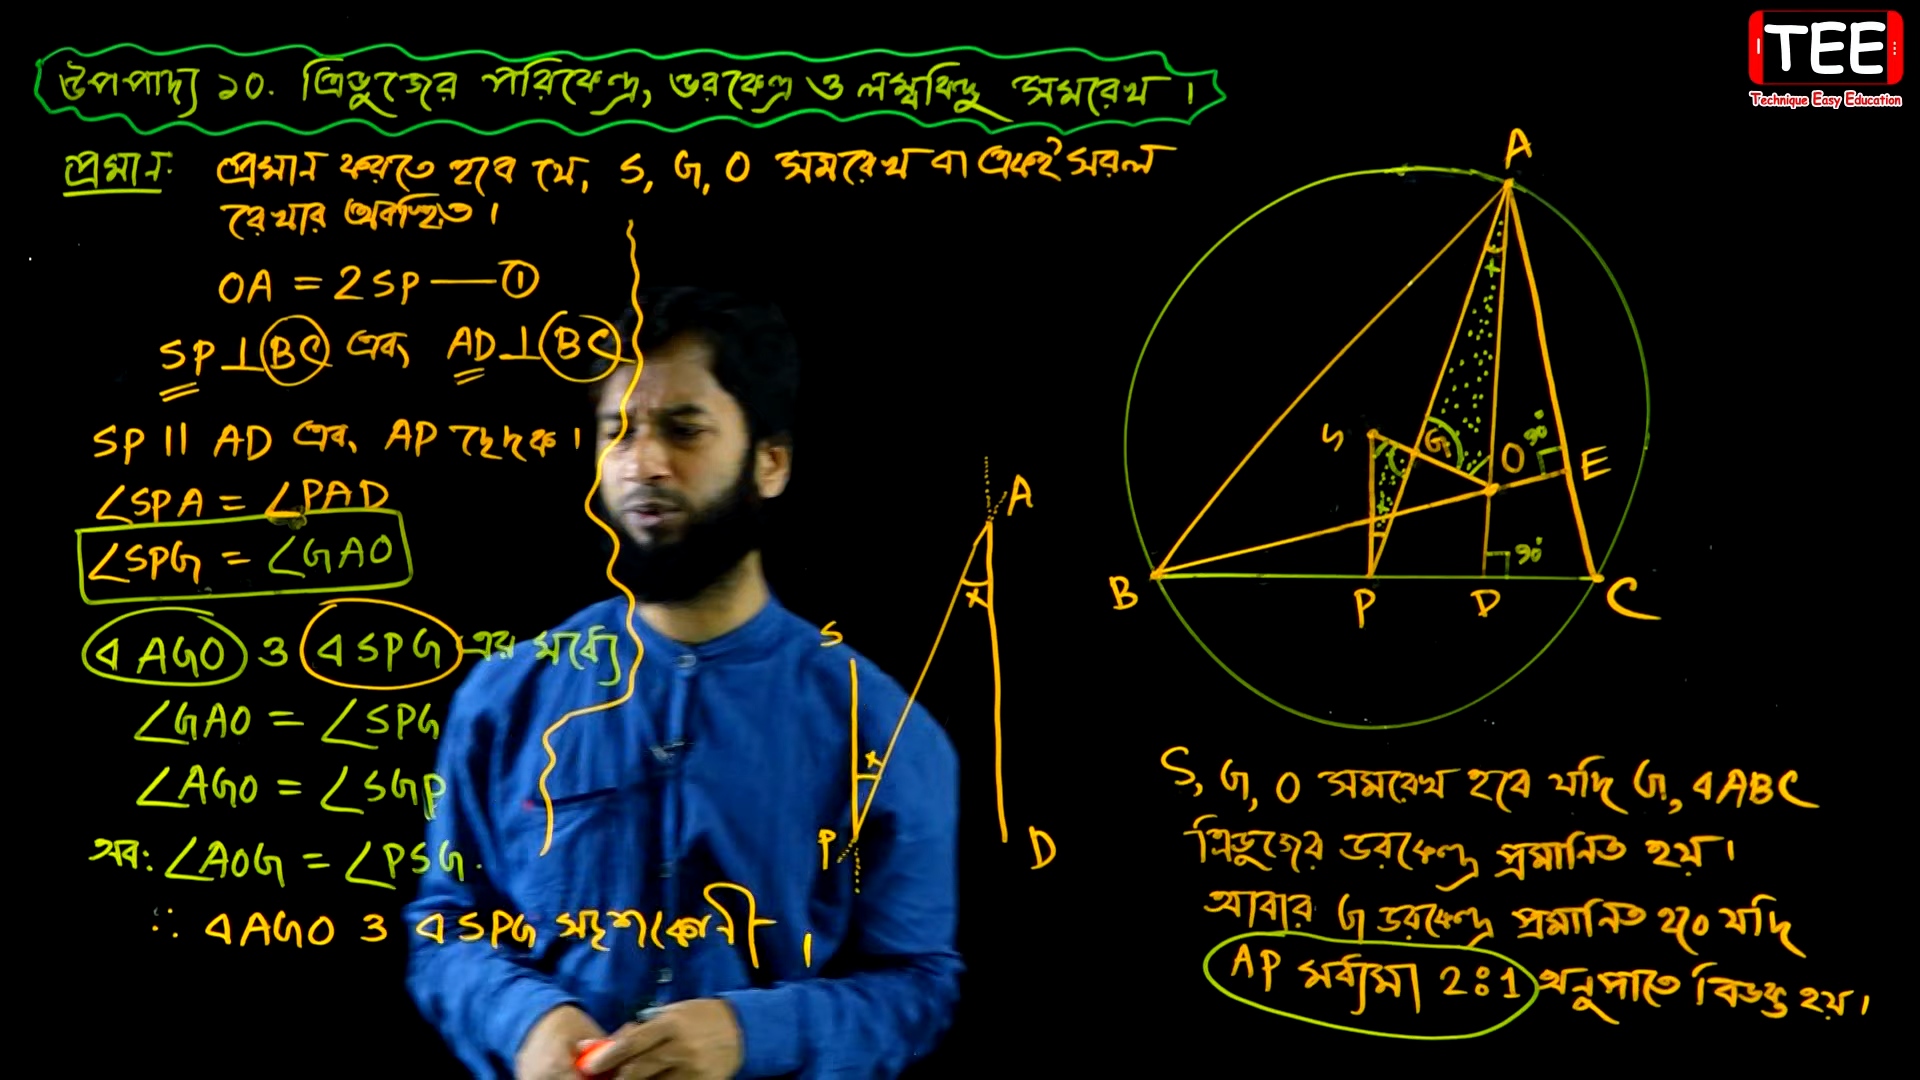 TEE
Technique Easy Education
উপপাদ্য ১০. ত্রিভুজের পরিকেন্দ্র, ভরকেন্দ্র ও লম্ববিন্দু সমরেখ।
প্রমান: প্রমান করতে হবে যে, S, G, O সমরেখ বা একই সরল
রেখার অবস্থিত।
OA = 2SP — ①
SP ⊥ BC এবং AD ⊥ BC
SP || AD এবং AP ছেদক।
∠SPA = ∠PAD
∠SPG = ∠GAO
△AGO ও △SPG এর মধ্যে
∠GAO = ∠SPG
∠AGO = ∠SGP
অব: ∠AOG = ∠PSG.
∴ △AGO ও △SPG সদৃশকোনী।
A
x
S
x
P
D
A
x
S
G
O
90°
E
x
90°
B
P
D
C
S, G, O সমরেখ হবে যদি G, △ABC
ত্রিভুজের ভরকেন্দ্র প্রমানিত হয়।
আবার G ভরকেন্দ্র প্রমানিত হবে যদি
AP মধ্যমা 2:1 অনুপাতে বিভক্ত হয়।